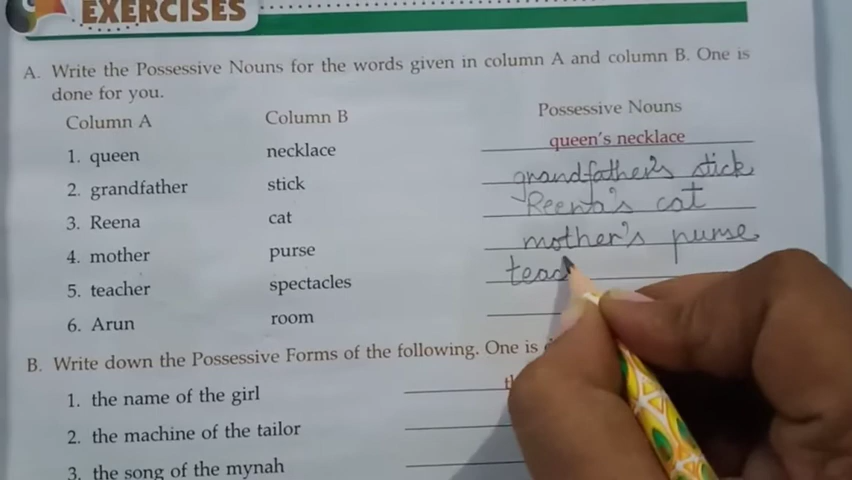 EXERCISES
A. Write the Possessive Nouns for the words given in column A and column B. One is
done for you.
Column A Column B Possessive Nouns
1. queen necklace queen's necklace
2. grandfather stick grandfather's stick
3. Reena cat Reena's cat
4. mother purse mother's purse
5. teacher spectacles teac
6. Arun room
B. Write down the Possessive Forms of the following. One is
1. the name of the girl
2. the machine of the tailor
3. the song of the mynah